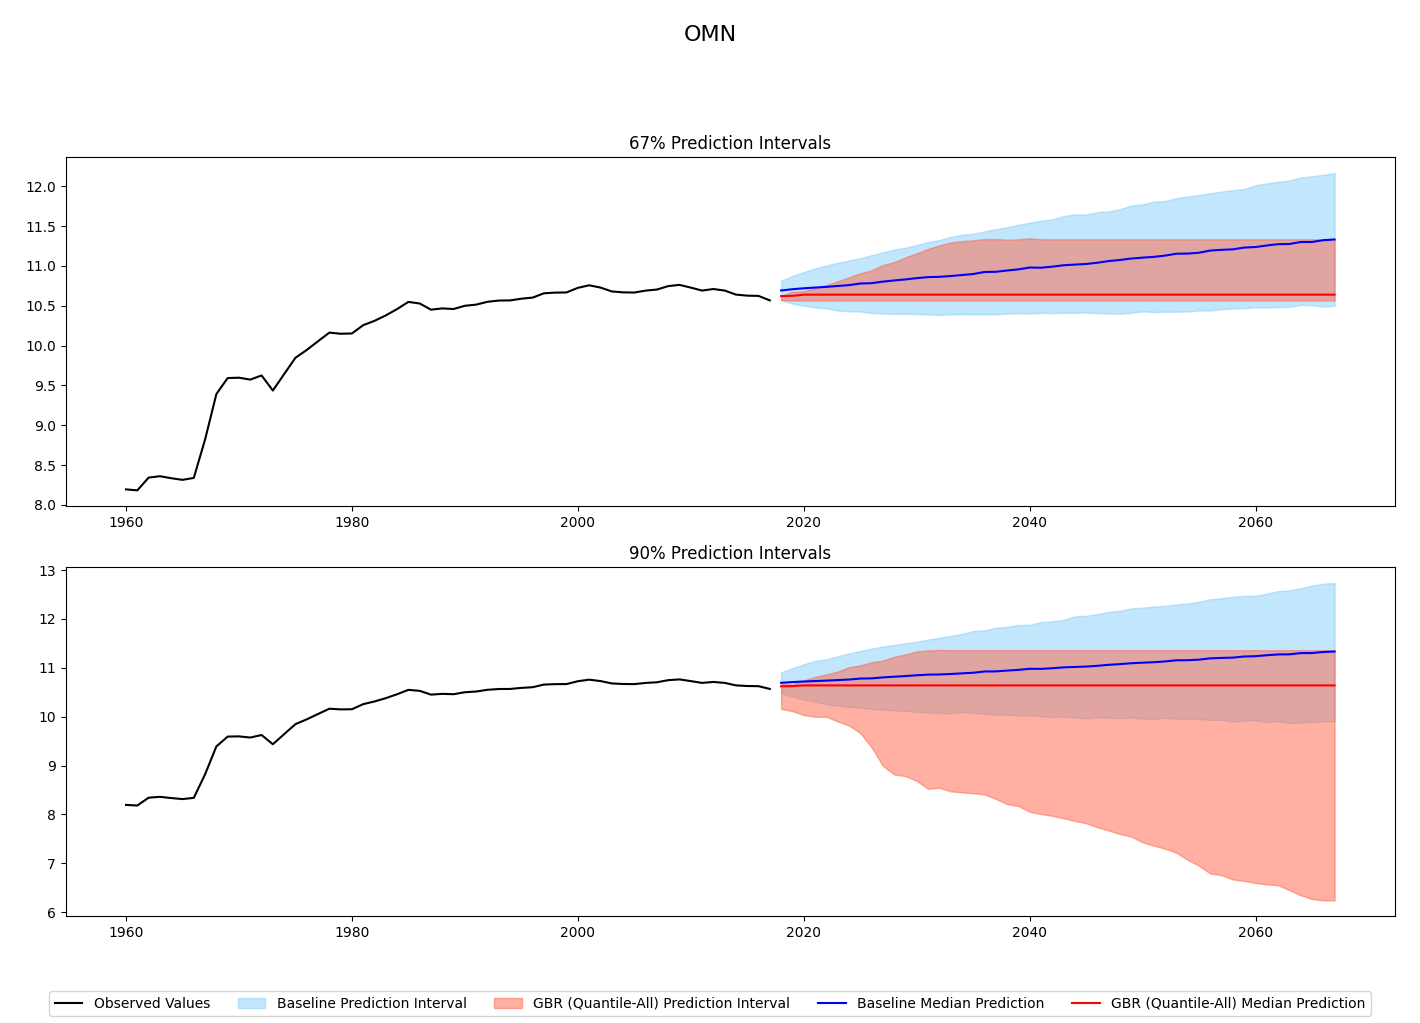 OMN
67% Prediction Intervals
12.0
11.5
11.0
10.5
10.0
9.5
9.0
8.5
8.0
1960 1980 2000 2020 2040 2060
90% Prediction Intervals
13
12
11
10
9
8
7
6
1960 1980 2000 2020 2040 2060
Observed Values Baseline Prediction Interval GBR (Quantile-All) Prediction Interval Baseline Median Prediction GBR (Quantile-All) Median Prediction